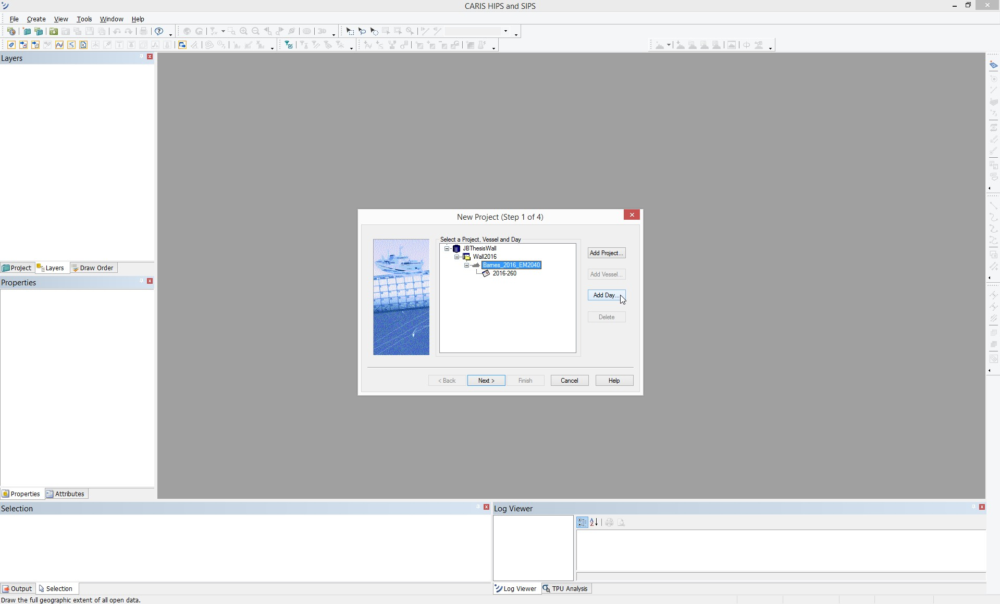 CARIS HIPS and SIPS
File Create View Tools Window Help
3D
Layers
New Project (Step 1 of 4)
Select a Project, Vessel and Day
JBThesisWall
Wall2016
Barnes_2016_EM2040
2016-260
Add Project...
Add Vessel...
Add Day...
Delete
< Back Next > Finish Cancel Help
Project Layers Draw Order
Properties
Properties Attributes
Selection
Log Viewer
Output Selection
Log Viewer TPU Analysis
Draw the full geographic extent of all open data.